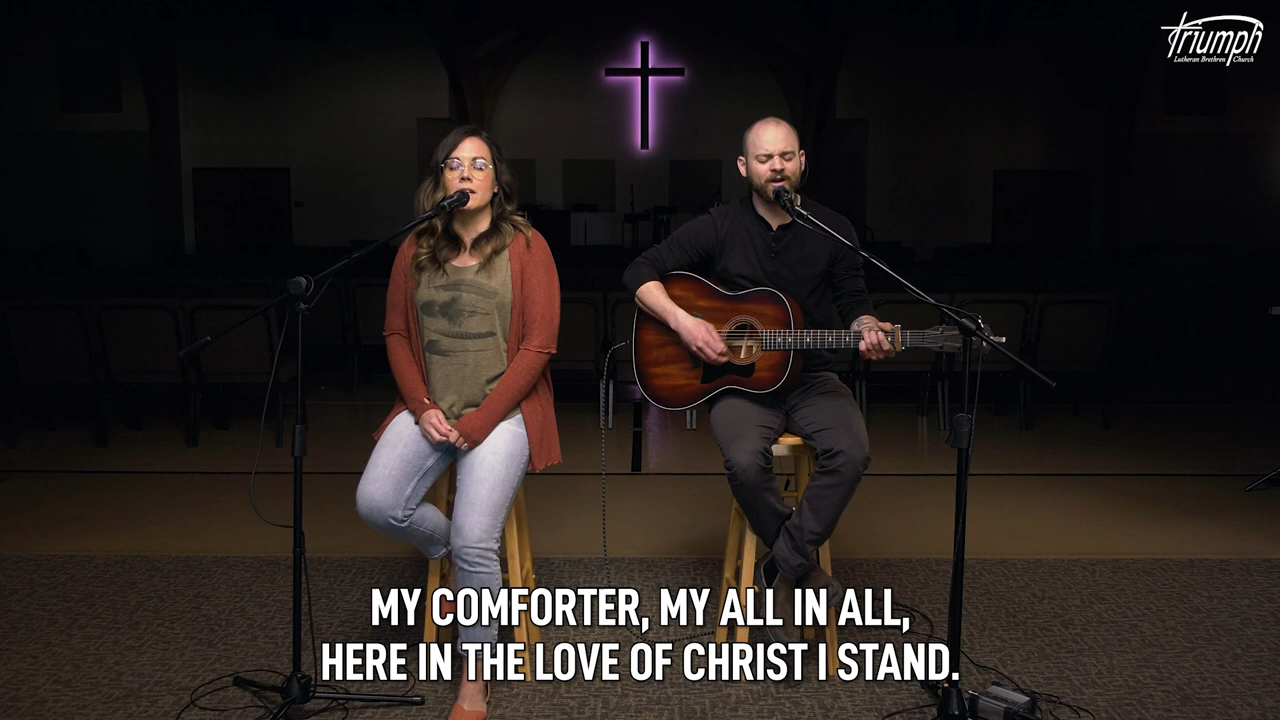 Triumph
Lutheran Brethren Church
MY COMFORTER, MY ALL IN ALL,
HERE IN THE LOVE OF CHRIST I STAND.